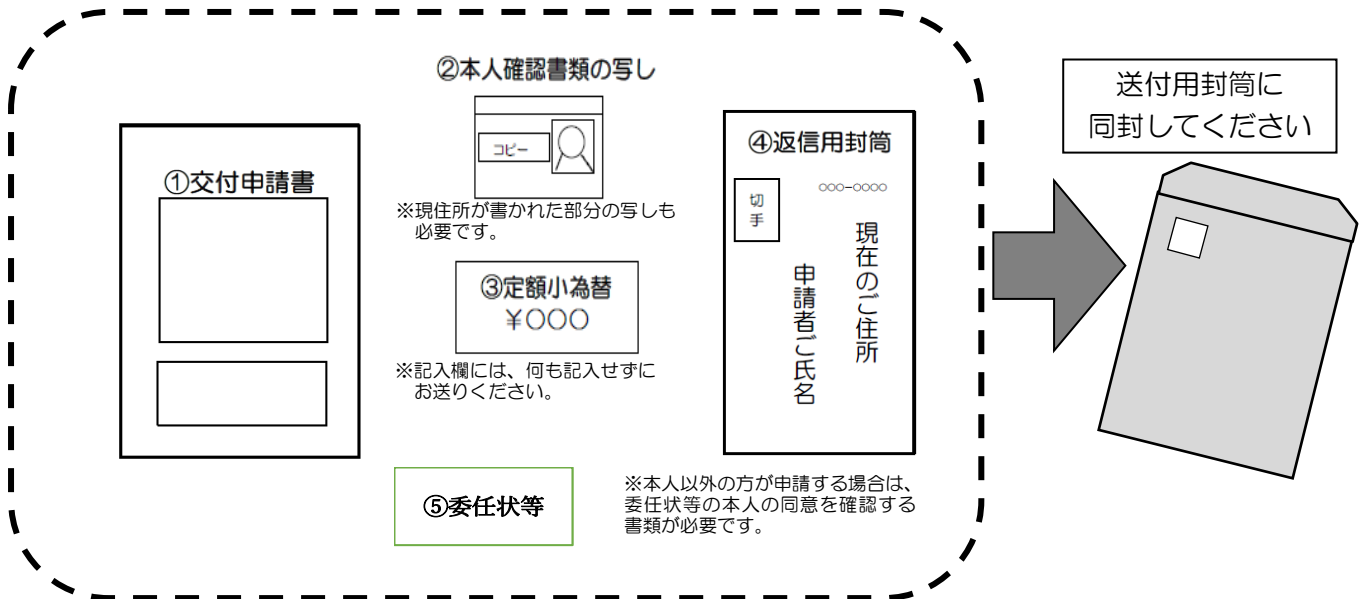 ①交付申請書
②本人確認書類の写し
コピー
※現住所が書かれた部分の写しも
必要です。
③定額小為替
¥〇〇〇
※記入欄には、何も記入せずに
お送りください。
④返信用封筒
切手
○○○-○○○○
現在のご住所
申請者ご氏名
⑤委任状等
※本人以外の方が申請する場合は、
委任状等の本人の同意を確認する
書類が必要です。
送付用封筒に
同封してください